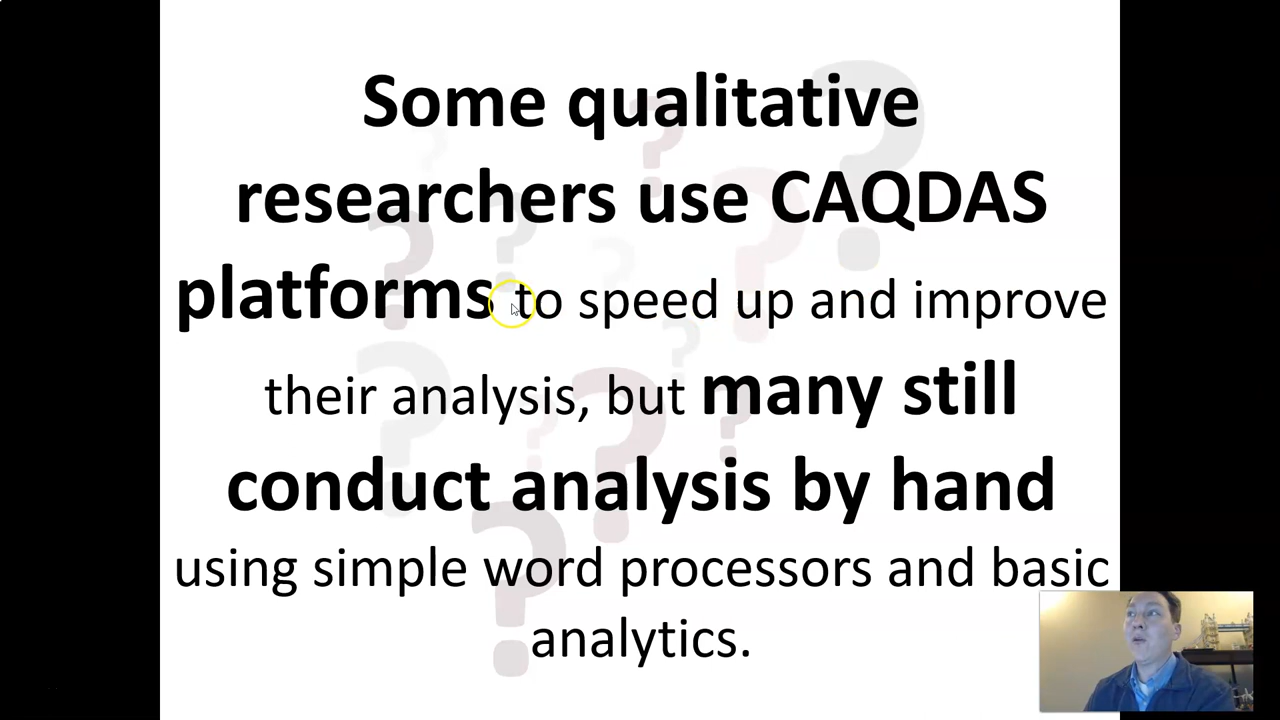 Some qualitative
researchers use CAQDAS
platforms to speed up and improve
their analysis, but many still
conduct analysis by hand
using simple word processors and basic
analytics.